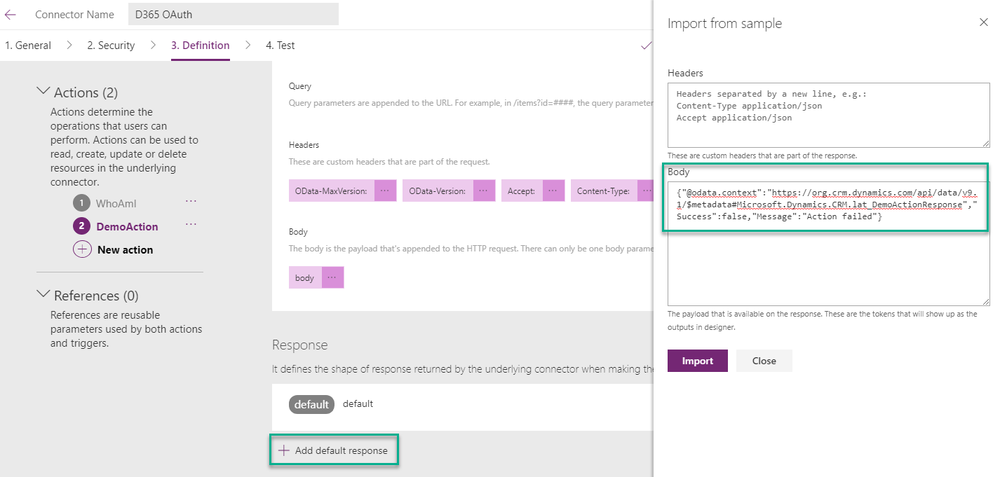 Connector Name
D365 OAuth
1. General
2. Security
3. Definition
4. Test
Actions (2)
Actions determine the
operations that users can
perform. Actions can be used to
read, create, update or delete
resources in the underlying
connector.
1 WhoAmI ...
2 DemoAction ...
New action
References (0)
References are reusable
parameters used by both actions
and triggers.
Query
Query parameters are appended to the URL. For example, in /items?id=####, the query parameter
Headers
These are custom headers that are part of the request.
OData-MaxVersion: ...
OData-Version: ...
Accept: ...
Content-Type: ...
Body
The body is the payload that's appended to the HTTP request. There can only be one body parame
body ...
Response
It defines the shape of response returned by the underlying connector when making the
default default
Add default response
Import from sample
Headers
Headers separated by a new line, e.g.:
Content-Type application/json
Accept application/json
These are custom headers that are part of the response.
Body
{"@odata.context":"https://org.crm.dynamics.com/api/data/v9.
1/$metadata#Microsoft.Dynamics.CRM.lat_DemoActionResponse","
Success":false,"Message":"Action failed"}
The payload that is available on the response. These are the tokens that will show up as the
outputs in designer.
Import
Close